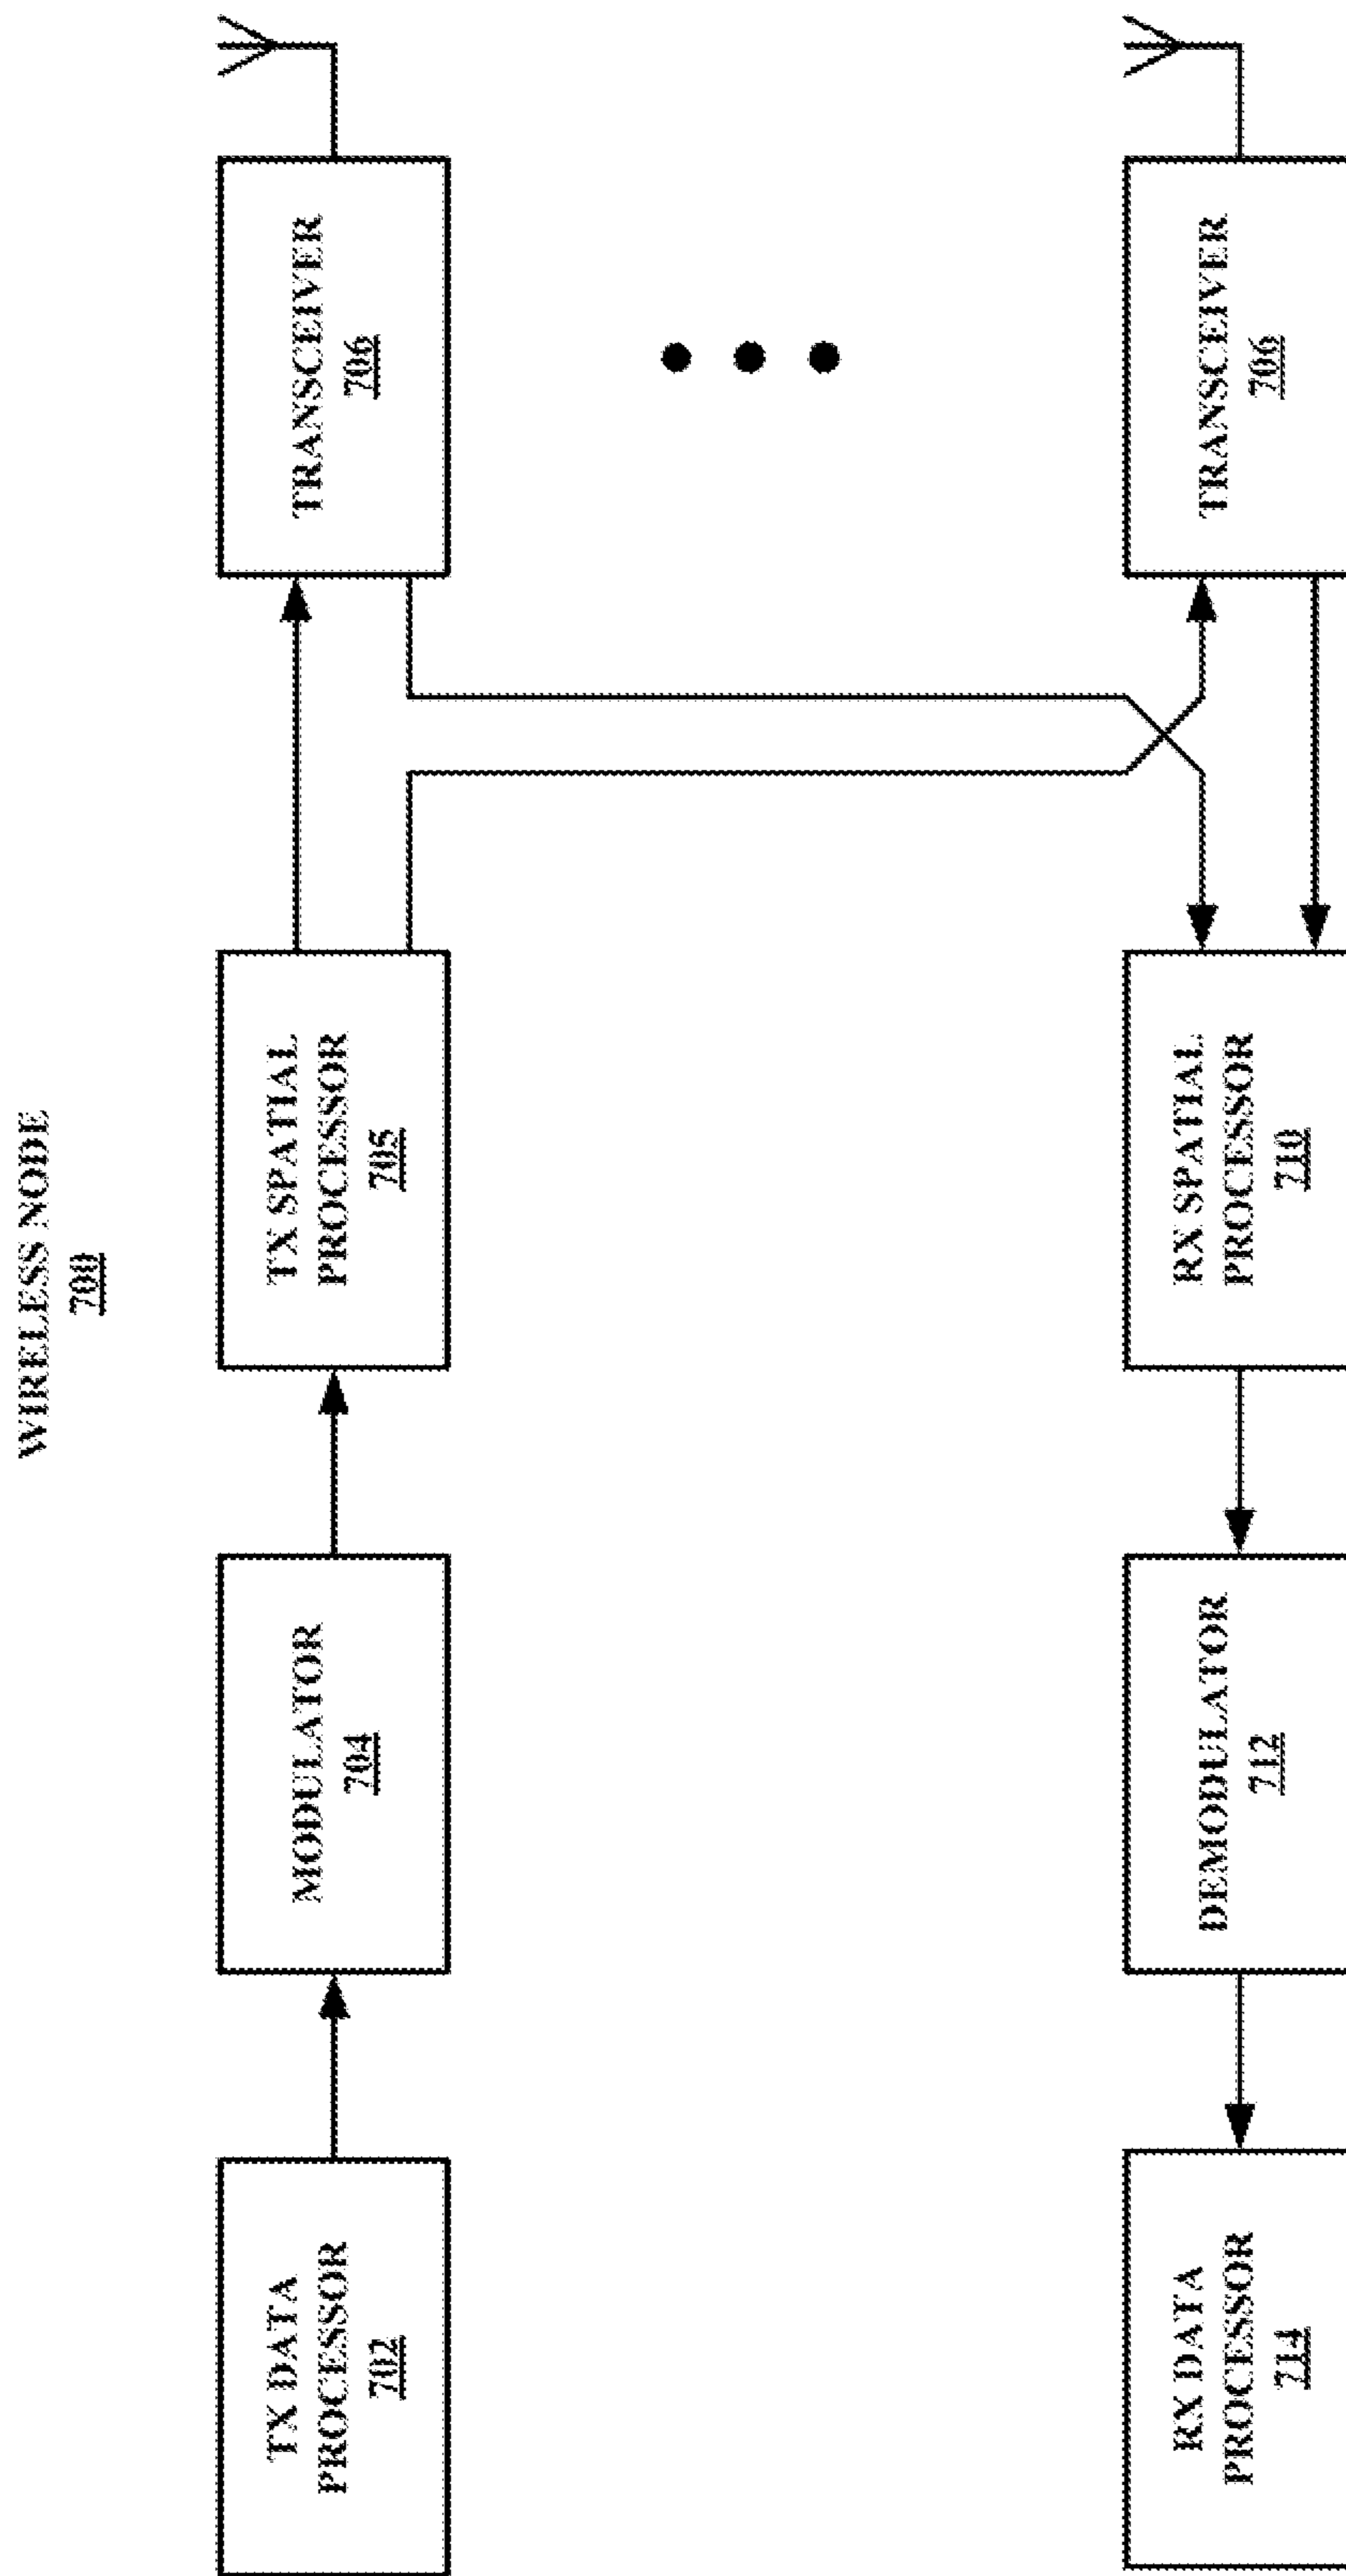 WIRELESS NODE
700
TX DATA
PROCESSOR
702
MODULATOR
704
TX SPATIAL
PROCESSOR
705
TRANSCEIVER
706
RX DATA
PROCESSOR
714
DEMODULATOR
712
RX SPATIAL
PROCESSOR
710
TRANSCEIVER
706